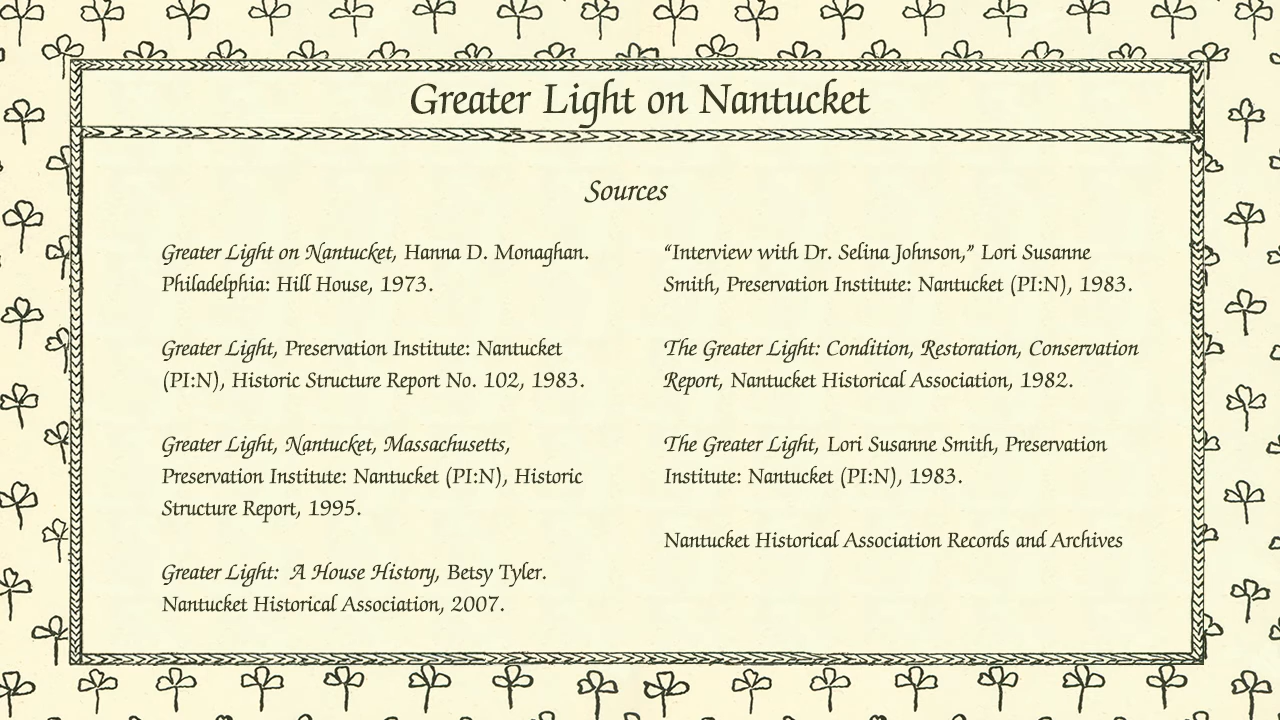 Greater Light on Nantucket
Sources
Greater Light on Nantucket, Hanna D. Monaghan.
Philadelphia: Hill House, 1973.
Greater Light, Preservation Institute: Nantucket
(PI:N), Historic Structure Report No. 102, 1983.
Greater Light, Nantucket, Massachusetts,
Preservation Institute: Nantucket (PI:N), Historic
Structure Report, 1995.
Greater Light:  A House History, Betsy Tyler.
Nantucket Historical Association, 2007.
“Interview with Dr. Selina Johnson,” Lori Susanne
Smith, Preservation Institute: Nantucket (PI:N), 1983.
The Greater Light: Condition, Restoration, Conservation
Report, Nantucket Historical Association, 1982.
The Greater Light, Lori Susanne Smith, Preservation
Institute: Nantucket (PI:N), 1983.
Nantucket Historical Association Records and Archives